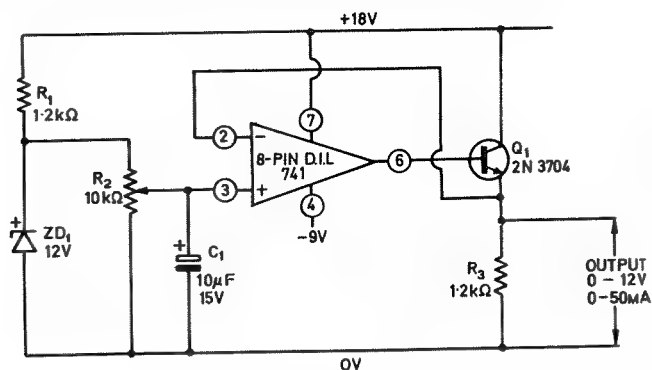 +18V
R1
1·2kΩ
7
2
−
8-PIN D.I.L
741
6
Q1
2N 3704
R2
10kΩ
3
+
4
−9V
+
ZD1
12V
+
C1
10μF
15V
R3
1·2kΩ
OUTPUT
0 – 12V
0-50mA
0V